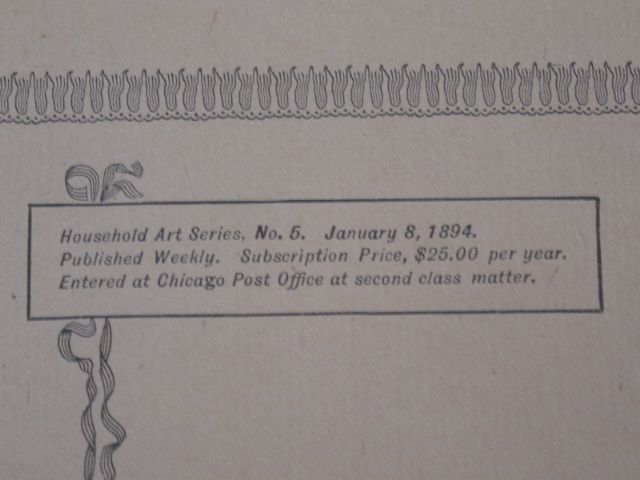 Household Art Series, No. 5. January 8, 1894.
Published Weekly. Subscription Price, $25.00 per year.
Entered at Chicago Post Office at second class matter.